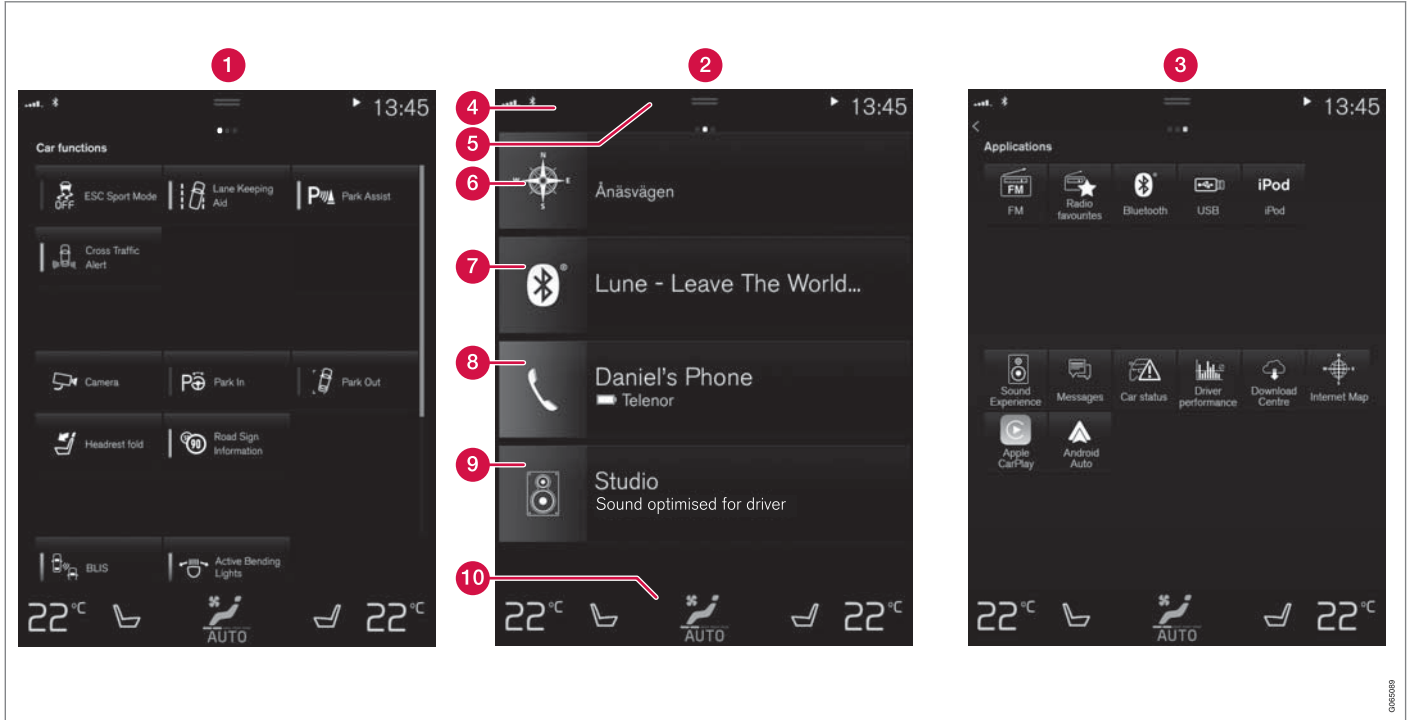 1
2
3
13:45
Car functions
ESC Sport Mode
OFF
Lane Keeping
Aid
P
Park Assist
Cross Traffic
Alert
Camera
P
Park In
Park Out
Headrest fold
90
Road Sign
Information
BLIS
Active Bending
Lights
22°C
AUTO
22°C
4
5
6
7
8
9
10
13:45
N
W
E
S
Ånäsvägen
®
Lune - Leave The World...
Daniel's Phone
Telenor
Studio
Sound optimised for driver
22°C
AUTO
22°C
13:45
<
Applications
FM
FM
Radio
favourites
Bluetooth
USB
iPod
iPod
Sound
Experience
Messages
Car status
Driver
performance
Download
Centre
Internet Map
Apple
CarPlay
Android
Auto
22°C
AUTO
22°C
G065089